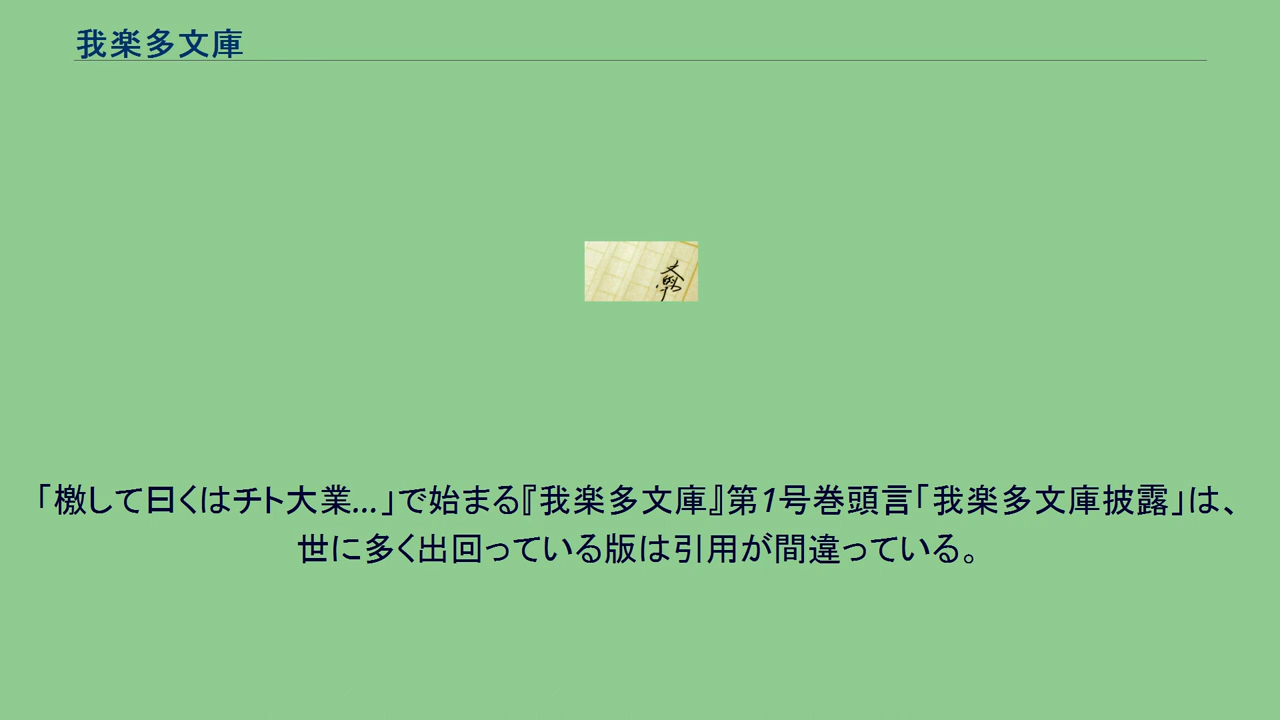 我楽多文庫
「檄して曰くはチト大業...」で始まる『我楽多文庫』第1号巻頭言「我楽多文庫披露」は、
世に多く出回っている版は引用が間違っている。